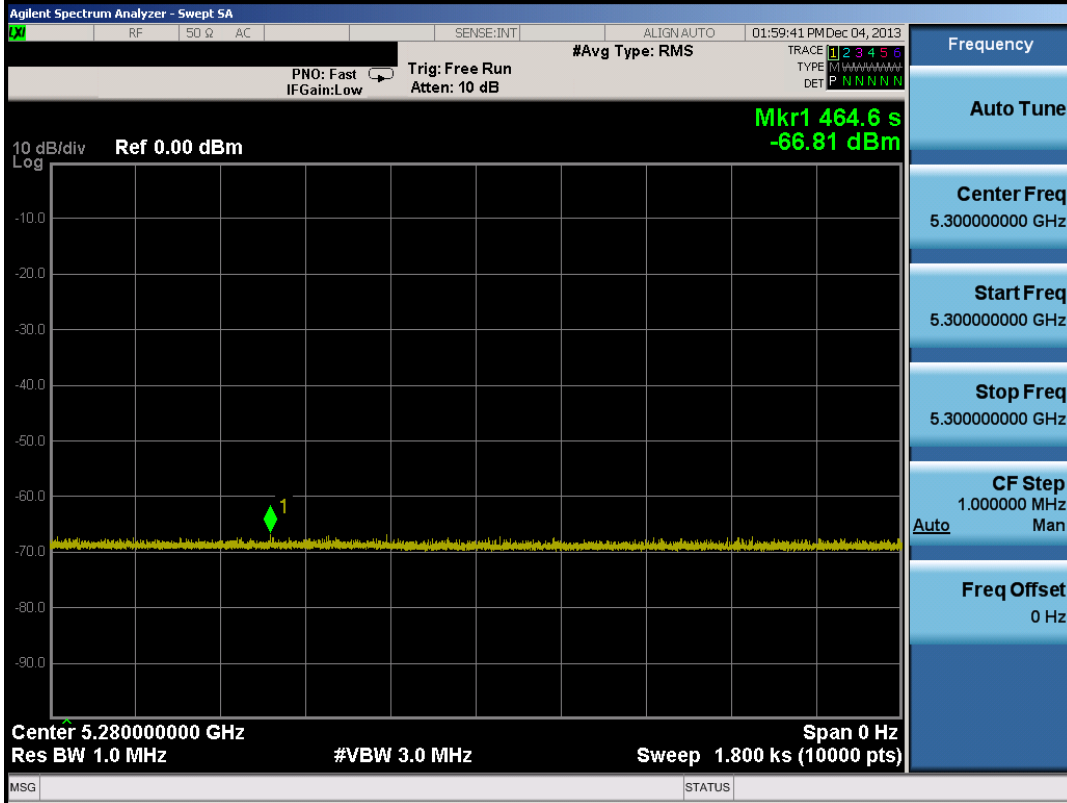 Agilent Spectrum Analyzer - Swept SA
LXI RF 50 Ω AC SENSE:INT ALIGN AUTO 01:59:41 PM Dec 04, 2013
#Avg Type: RMS
TRACE 1 2 3 4 5 6
PNO: Fast Trig: Free Run
TYPE M W W W W W
IFGain:Low Atten: 10 dB
DET P N N N N N
Mkr1 464.6 s
-66.81 dBm
10 dB/div Ref 0.00 dBm
Log
-10.0
-20.0
-30.0
-40.0
-50.0
-60.0
1
-70.0
-80.0
-90.0
Center 5.280000000 GHz Span 0 Hz
Res BW 1.0 MHz #VBW 3.0 MHz Sweep 1.800 ks (10000 pts)
MSG STATUS
Frequency
Auto Tune
Center Freq
5.300000000 GHz
Start Freq
5.300000000 GHz
Stop Freq
5.300000000 GHz
CF Step
1.000000 MHz
Auto Man
Freq Offset
0 Hz